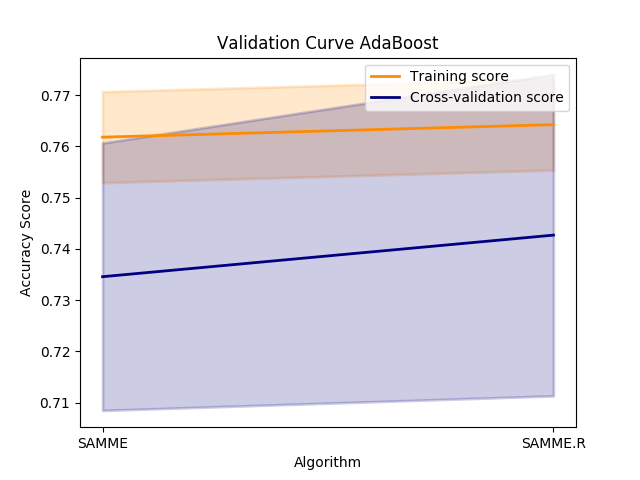 Validation Curve AdaBoost
Training score
Cross-validation score
0.77
0.76
0.75
0.74
0.73
0.72
0.71
Accuracy Score
SAMME
SAMME.R
Algorithm